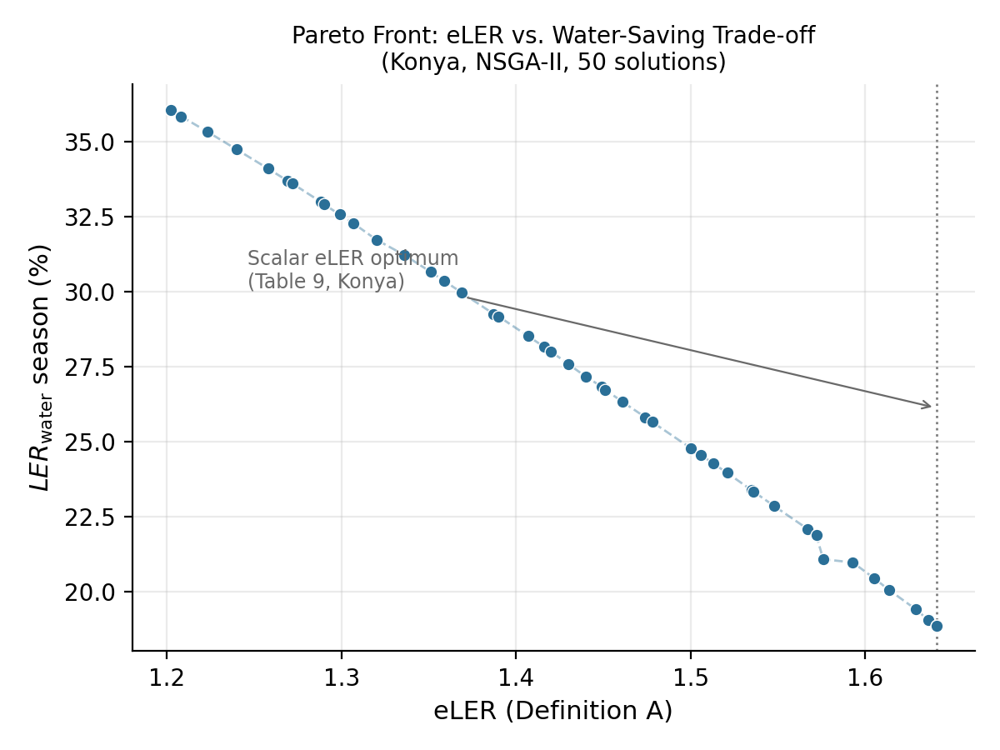 Pareto Front: eLER vs. Water-Saving Trade-off
(Konya, NSGA-II, 50 solutions)
35.0
32.5
30.0
27.5
25.0
22.5
20.0
LER_water season (%)
Scalar eLER optimum
(Table 9, Konya)
1.2 1.3 1.4 1.5 1.6
eLER (Definition A)